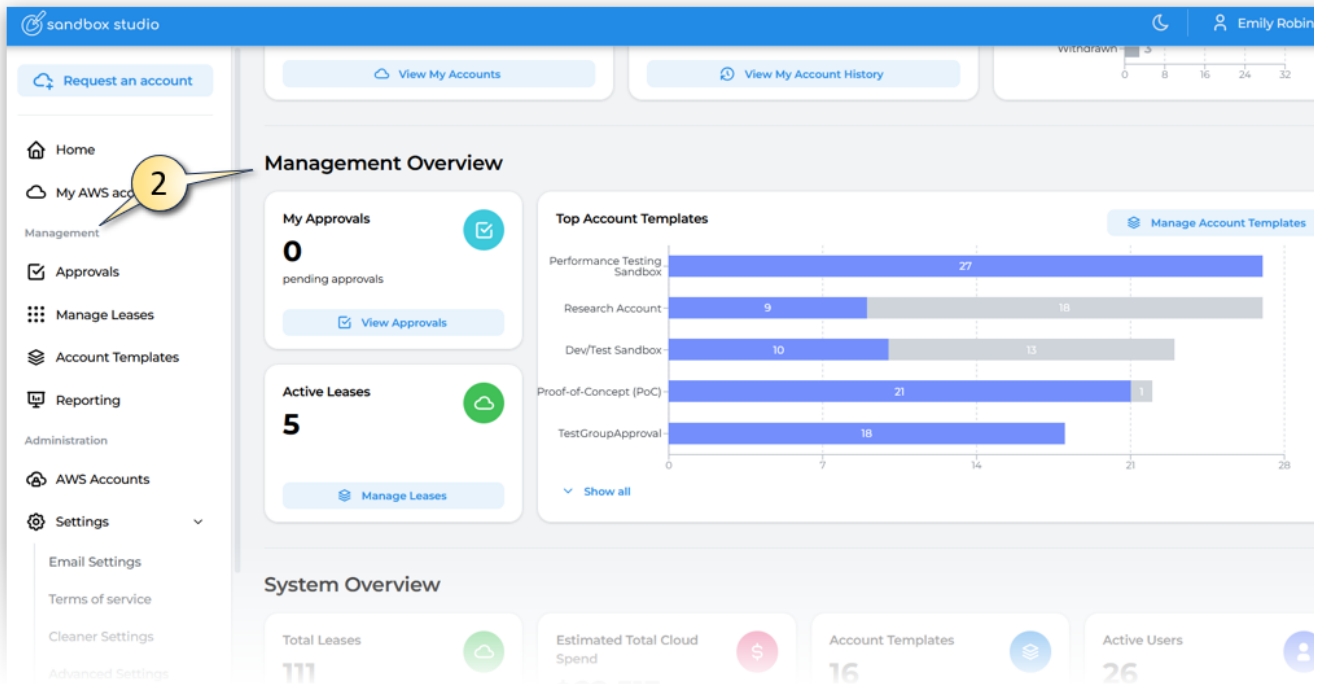 sandbox studio
Emily Robin
Request an account
Home
My AWS acc
Management
Approvals
Manage Leases
Account Templates
Reporting
Administration
AWS Accounts
Settings
Email Settings
Terms of service
Cleaner Settings
Advanced Settings
2
View My Accounts
View My Account History
Withdrawn
3
0 8 16 24 32
Management Overview
My Approvals
0
pending approvals
View Approvals
Active Leases
5
Manage Leases
Top Account Templates
Manage Account Templates
Performance Testing
Sandbox
27
Research Account
9 18
Dev/Test Sandbox
10 13
Proof-of-Concept (PoC)
21 1
TestGroupApproval
18
0 7 14 21 28
Show all
System Overview
Total Leases
111
Estimated Total Cloud
Spend
$
Account Templates
16
Active Users
26